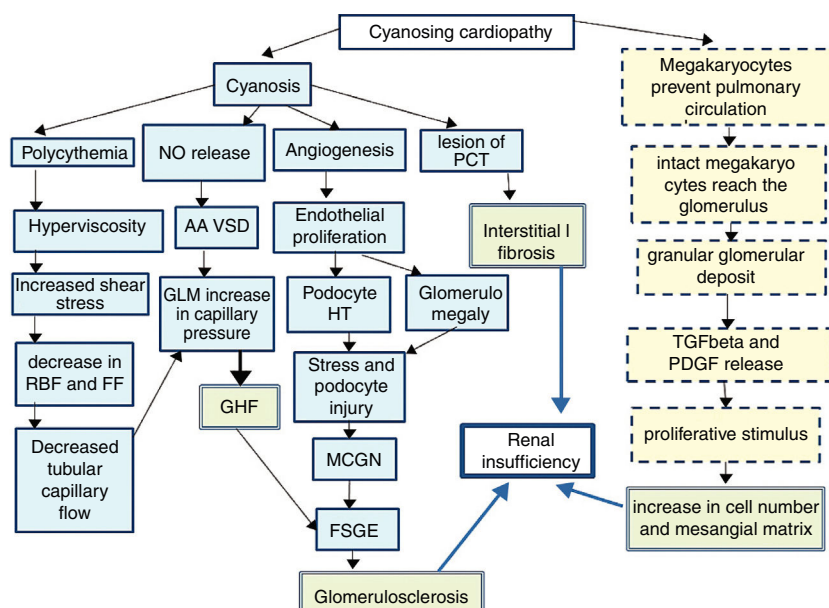 Cyanosing cardiopathy
Cyanosis
Megakaryocytes
prevent pulmonary
circulation
Polycythemia
NO release
Angiogenesis
lesion of
PCT
intact megakaryo
cytes reach the
glomerulus
Hyperviscosity
AA VSD
Endothelial
proliferation
Interstitial l
fibrosis
granular glomerular
deposit
Increased shear
stress
GLM increase
in capillary
pressure
Podocyte
HT
Glomerulo
megaly
TGFbeta and
PDGF release
decrease in
RBF and FF
GHF
Stress and
podocyte
injury
proliferative stimulus
Decreased
tubular
capillary
flow
MCGN
Renal
insufficiency
increase in cell number
and mesangial matrix
FSGE
Glomerulosclerosis